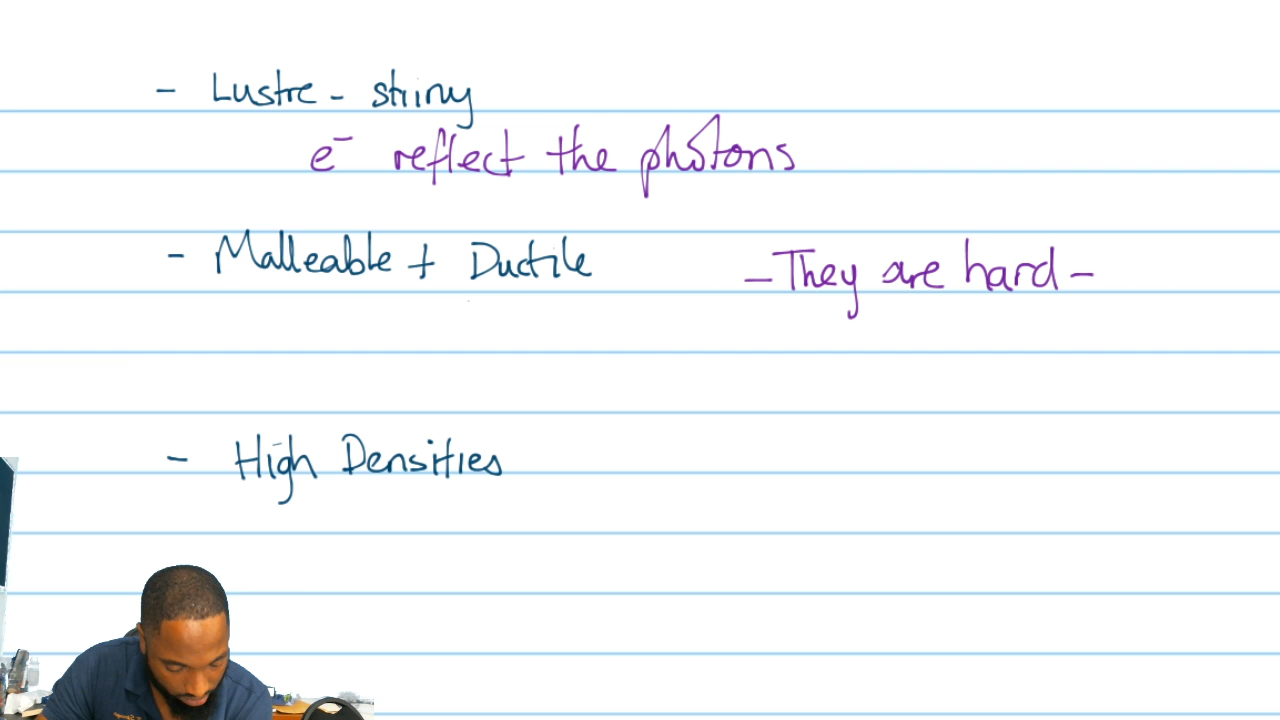 - Lustre - shiny
e⁻ reflect the photons
- Malleable + Ductile
- They are hard -
- High Densities